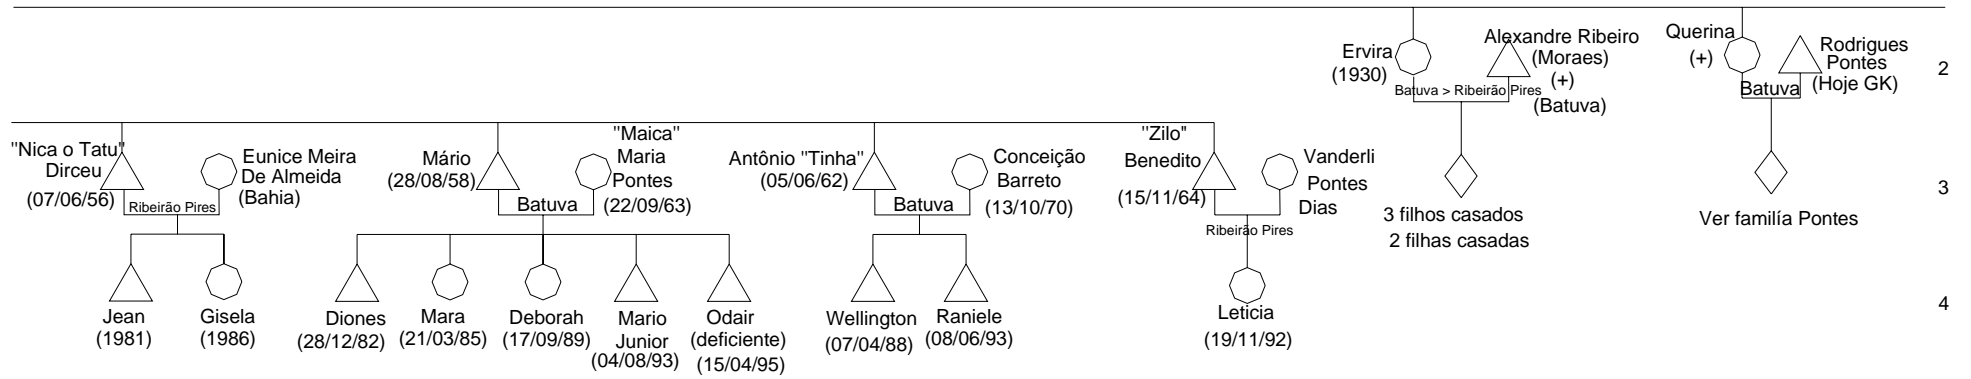 Ervira
(1930)
Alexandre Ribeiro
(Moraes)
(+)
(Batuva)
Batuva > Ribeirão Pires
Querina
(+)
Rodrigues
Pontes
(Hoje GK)
Batuva
2
"Nica o Tatu"
Dirceu
(07/06/56)
Eunice Meira
De Almeida
(Bahia)
Ribeirão Pires
Mário
(28/08/58)
"Maica"
Maria
Pontes
(22/09/63)
Batuva
Antônio "Tinha"
(05/06/62)
Conceição
Barreto
(13/10/70)
Batuva
"Zilo"
Benedito
(15/11/64)
Vanderli
Pontes
Dias
Ribeirão Pires
3 filhos casados
2 filhas casadas
Ver familía Pontes
3
Jean
(1981)
Gisela
(1986)
Diones
(28/12/82)
Mara
(21/03/85)
Deborah
(17/09/89)
Mario
Junior
(04/08/93)
Odair
(deficiente)
(15/04/95)
Wellington
(07/04/88)
Raniele
(08/06/93)
Leticia
(19/11/92)
4